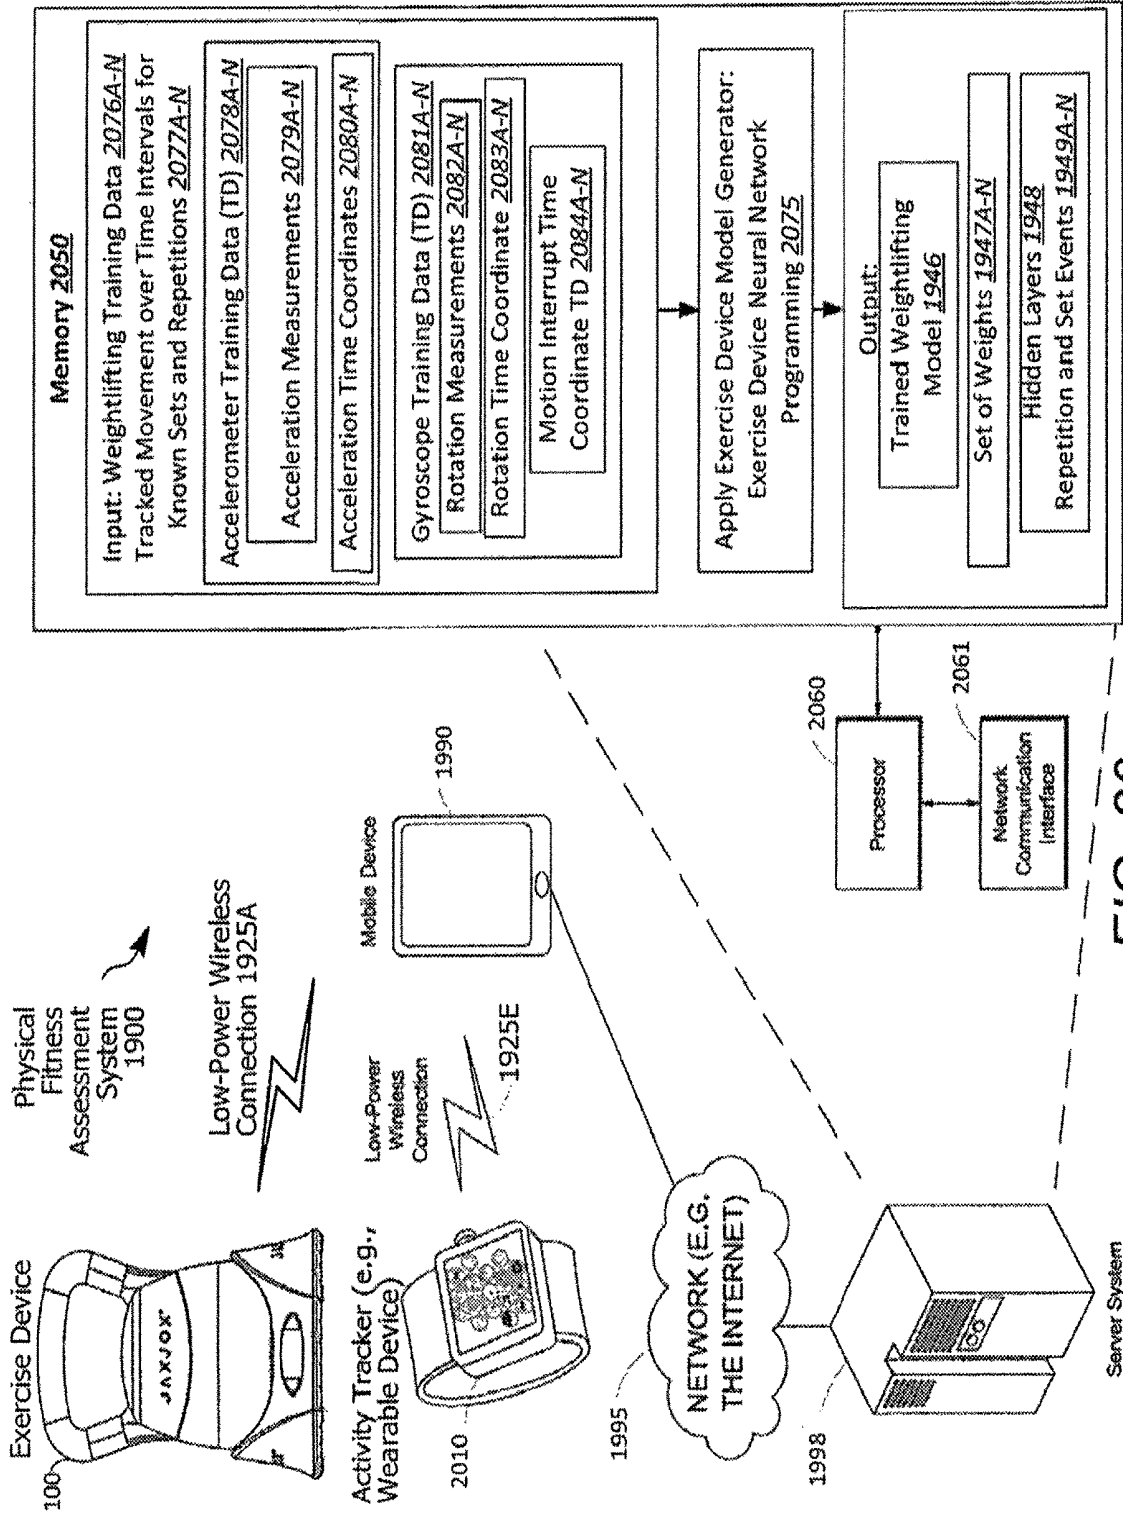 Physical
Fitness
Assessment
System
1900
Exercise Device
100
JAXJOX
Low-Power Wireless
Connection 1925A
Activity Tracker (e.g.,
Wearable Device)
2010
Low-Power
Wireless
Connection
1925E
Mobile Device
1990
1995
NETWORK (E.G.
THE INTERNET)
1998
Server System
Memory 2050
Input: Weightlifting Training Data 2076A-N
Tracked Movement over Time Intervals for
Known Sets and Repetitions 2077A-N
Accelerometer Training Data (TD) 2078A-N
Acceleration Measurements 2079A-N
Acceleration Time Coordinates 2080A-N
Gyroscope Training Data (TD) 2081A-N
Rotation Measurements 2082A-N
Rotation Time Coordinate 2083A-N
Motion Interrupt Time
Coordinate TD 2084A-N
Apply Exercise Device Model Generator:
Exercise Device Neural Network
Programming 2075
Output:
Trained Weightlifting
Model 1946
Set of Weights 1947A-N
Hidden Layers 1948
Repetition and Set Events 1949A-N
2060
Processor
2061
Network
Communication
Interface